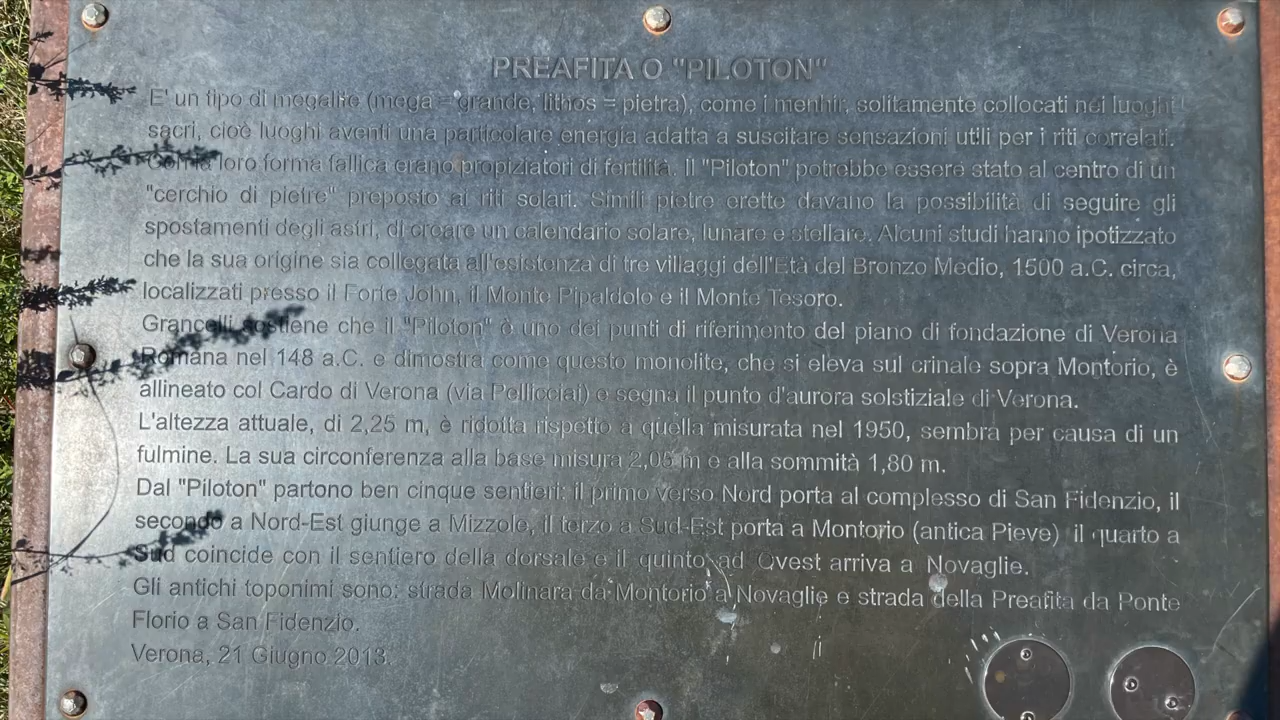 PREAFITA O "PILOTON"
E' un tipo di megalite (mega = grande, lithos = pietra), come i menhir, solitamente collocati nei luoghi
sacri, cioè luoghi aventi una particolare energia adatta a suscitare sensazioni utili per i riti correlati.
Con la loro forma fallica erano propiziatori di fertilità. Il "Piloton" potrebbe essere stato al centro di un
"cerchio di pietre" preposto ai riti solari. Simili pietre erette davano la possibilità di seguire gli
spostamenti degli astri, di creare un calendario solare, lunare e stellare. Alcuni studi hanno ipotizzato
che la sua origine sia collegata all'esistenza di tre villaggi dell'Età del Bronzo Medio, 1500 a.C. circa,
localizzati presso il Forte John, il Monte Pipaldolo e il Monte Tesoro.
Grancelli sostiene che il "Piloton" è uno dei punti di riferimento del piano di fondazione di Verona
Romana nel 148 a.C. e dimostra come questo monolite, che si eleva sul crinale sopra Montorio, è
allineato col Cardo di Verona (via Pellicciai) e segna il punto d'aurora solstiziale di Verona.
L'altezza attuale, di 2,25 m, è ridotta rispetto a quella misurata nel 1950, sembra per causa di un
fulmine. La sua circonferenza alla base misura 2,05 m e alla sommità 1,80 m.
Dal "Piloton" partono ben cinque sentieri: il primo verso Nord porta al complesso di San Fidenzio, il
secondo a Nord-Est giunge a Mizzole, il terzo a Sud-Est porta a Montorio (antica Pieve) il quarto a
Sud coincide con il sentiero della dorsale e il quinto ad Ovest arriva a Novaglie.
Gli antichi toponimi sono: strada Molinara da Montorio a Novaglie e strada della Preafita da Ponte
Florio a San Fidenzio.
Verona, 21 Giugno 2013.